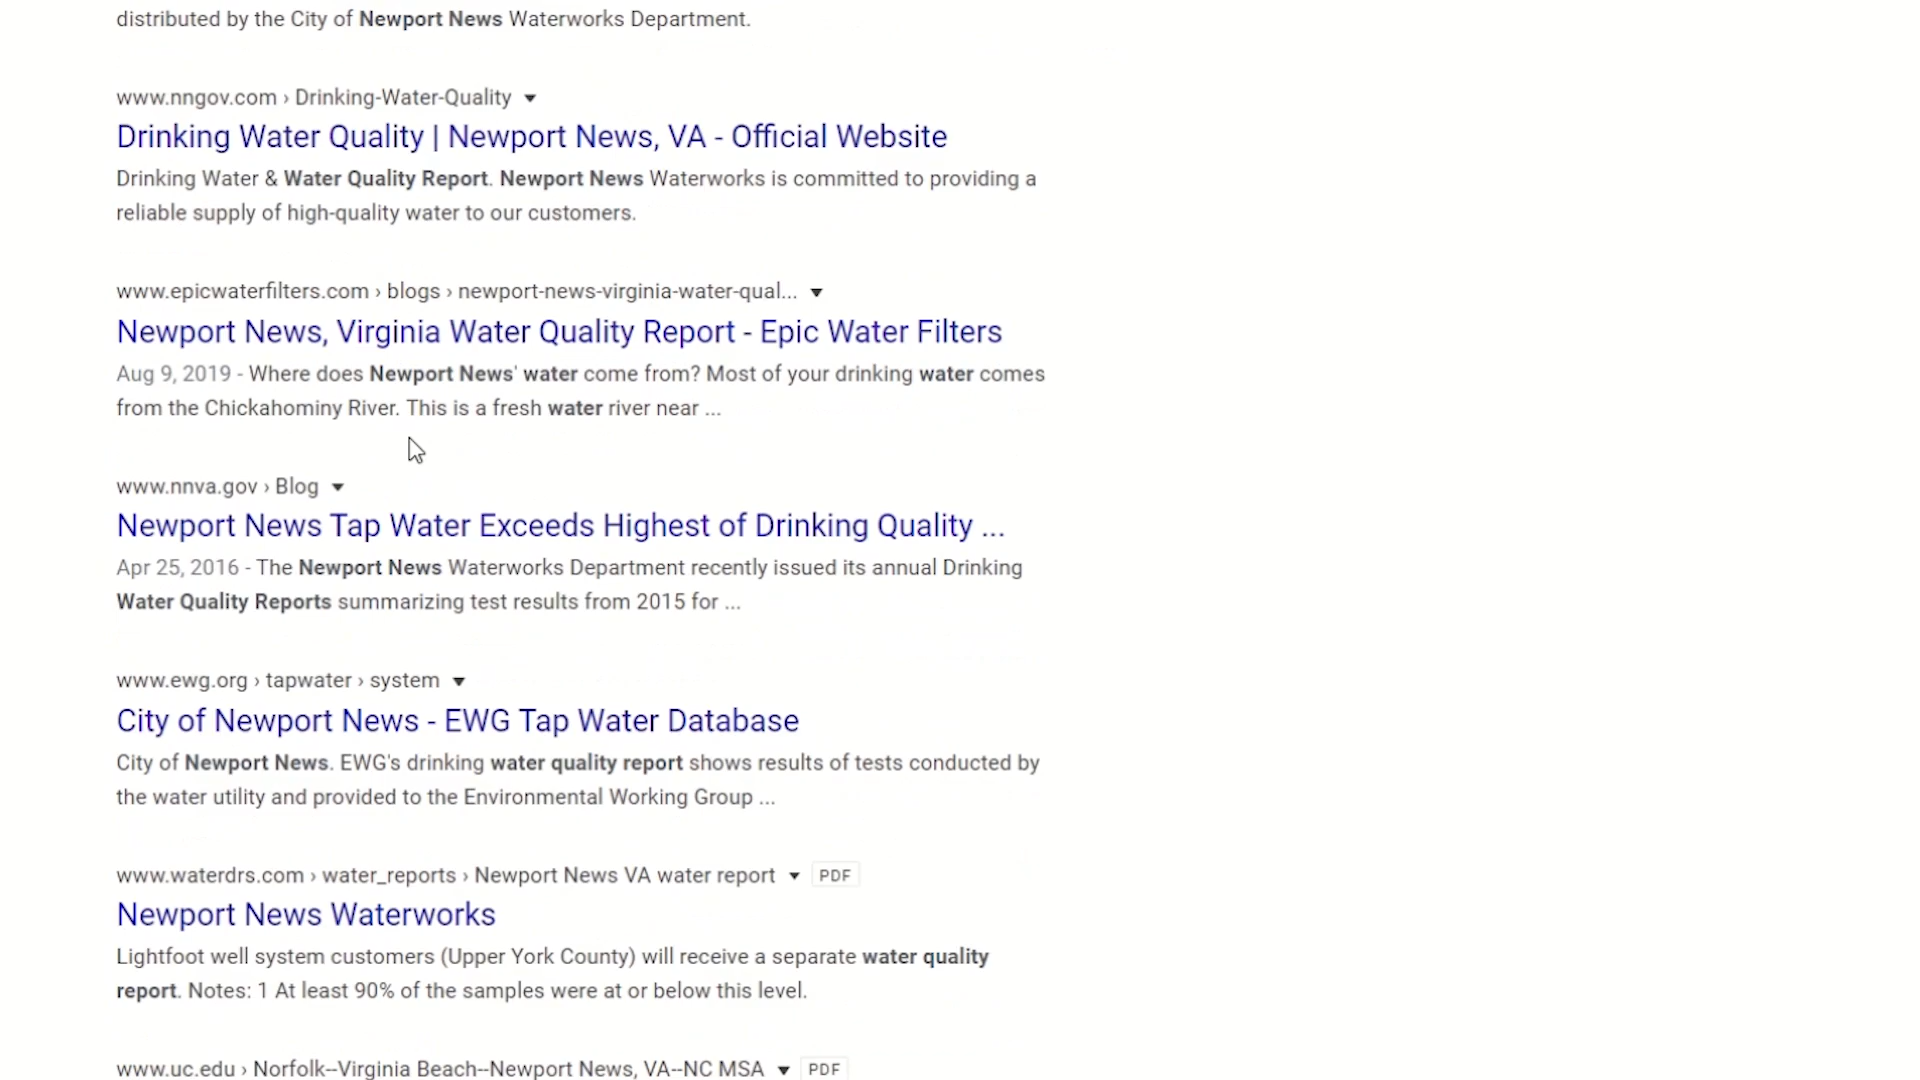 distributed by the City of Newport News Waterworks Department.
www.nngov.com › Drinking-Water-Quality
Drinking Water Quality | Newport News, VA - Official Website
Drinking Water & Water Quality Report. Newport News Waterworks is committed to providing a
reliable supply of high-quality water to our customers.
www.epicwaterfilters.com › blogs › newport-news-virginia-water-qual...
Newport News, Virginia Water Quality Report - Epic Water Filters
Aug 9, 2019 - Where does Newport News' water come from? Most of your drinking water comes
from the Chickahominy River. This is a fresh water river near ...
www.nnva.gov › Blog
Newport News Tap Water Exceeds Highest of Drinking Quality ...
Apr 25, 2016 - The Newport News Waterworks Department recently issued its annual Drinking
Water Quality Reports summarizing test results from 2015 for ...
www.ewg.org › tapwater › system
City of Newport News - EWG Tap Water Database
City of Newport News. EWG's drinking water quality report shows results of tests conducted by
the water utility and provided to the Environmental Working Group ...
www.waterdrs.com › water_reports › Newport News VA water report PDF
Newport News Waterworks
Lightfoot well system customers (Upper York County) will receive a separate water quality
report. Notes: 1 At least 90% of the samples were at or below this level.
www.uc.edu › Norfolk--Virginia Beach--Newport News, VA--NC MSA PDF